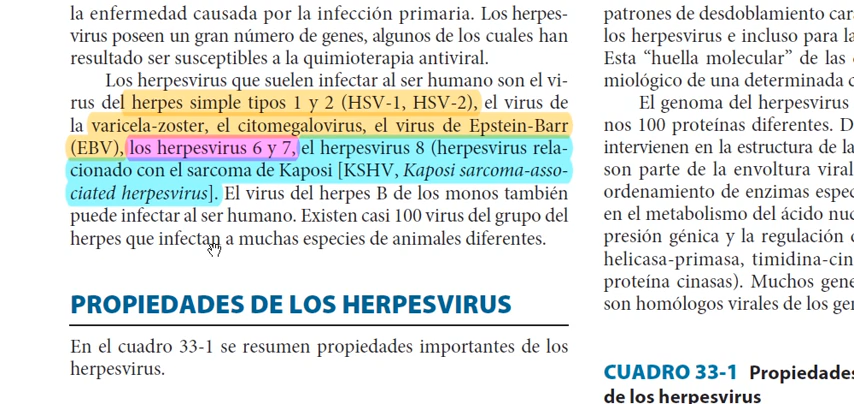 la enfermedad causada por la infección primaria. Los herpes-
virus poseen un gran número de genes, algunos de los cuales han
resultado ser susceptibles a la quimioterapia antiviral.
Los herpesvirus que suelen infectar al ser humano son el vi-
rus del herpes simple tipos 1 y 2 (HSV-1, HSV-2), el virus de
la varicela-zoster, el citomegalovirus, el virus de Epstein-Barr
(EBV), los herpesvirus 6 y 7, el herpesvirus 8 (herpesvirus rela-
cionado con el sarcoma de Kaposi [KSHV, Kaposi sarcoma-asso-
ciated herpesvirus]. El virus del herpes B de los monos también
puede infectar al ser humano. Existen casi 100 virus del grupo del
herpes que infectan a muchas especies de animales diferentes.
PROPIEDADES DE LOS HERPESVIRUS
En el cuadro 33-1 se resumen propiedades importantes de los
herpesvirus.
patrones de desdoblamiento
los herpesvirus e incluso para la
Esta “huella molecular” de las
miológico de una determinada
El genoma del herpesvirus
nos 100 proteínas diferentes.
intervienen en la estructura de la
son parte de la envoltura viral
ordenamiento de enzimas
en el metabolismo del ácido
presión génica y la regulación
helicasa-primasa,
proteína cinasas). Muchos
son homólogos virales de los
CUADRO 33-1 Propiedades
de los herpesvirus